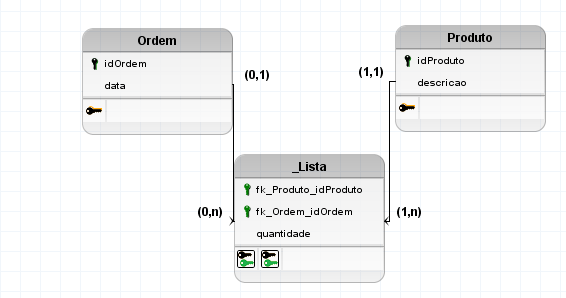 Ordem
idOrdem
data
(0,1)
Produto
idProduto
descricao
(1,1)
_Lista
fk_Produto_idProduto
fk_Ordem_idOrdem
quantidade
(0,n)
(1,n)